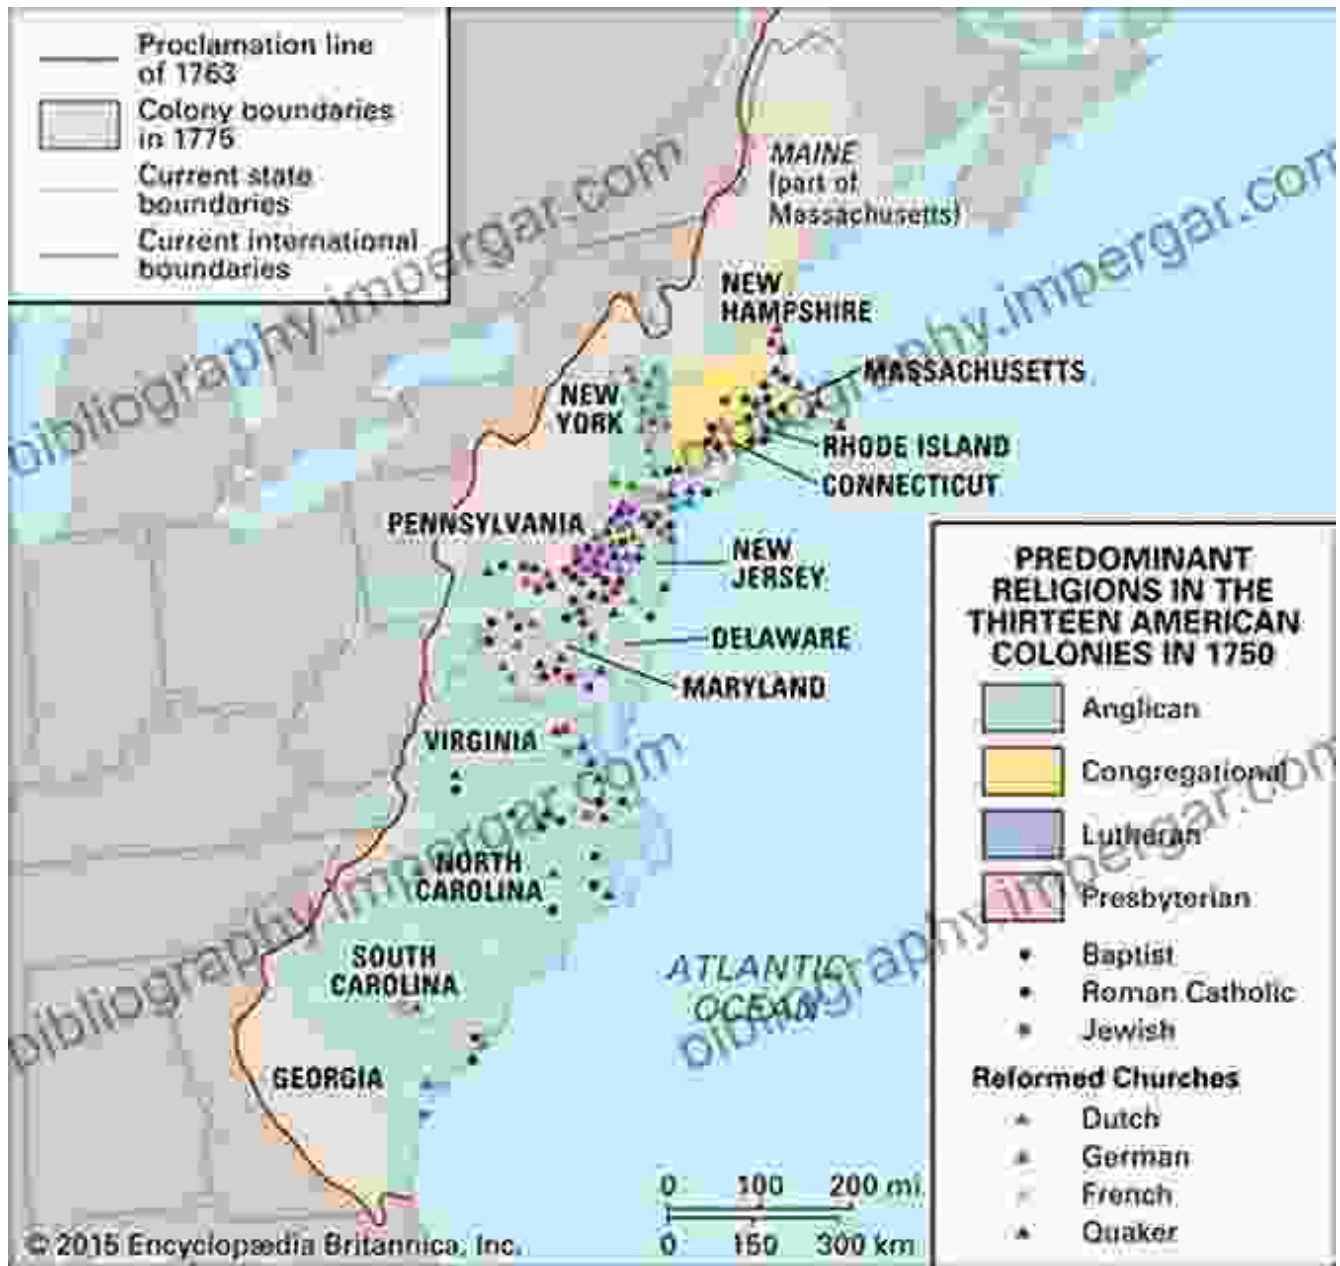 Proclamation line
of 1763
Colony boundaries
in 1775
Current state
boundaries
Current international
boundaries
MAINE
(part of
Massachusetts)
NEW
HAMPSHIRE
MASSACHUSETTS
NEW
YORK
RHODE ISLAND
CONNECTICUT
PENNSYLVANIA
NEW
JERSEY
DELAWARE
MARYLAND
VIRGINIA
NORTH
CAROLINA
SOUTH
CAROLINA
GEORGIA
ATLANTIC
OCEAN
PREDOMINANT
RELIGIONS IN THE
THIRTEEN AMERICAN
COLONIES IN 1750
Anglican
Congregational
Lutheran
Presbyterian
Baptist
Roman Catholic
Jewish
Reformed Churches
Dutch
German
French
Quaker
0 100 200 mi
0 150 300 km
© 2015 Encyclopædia Britannica, Inc.
bibliography.impergar.com
bibliography.impergar.com
bibliography.impergar.com
bibliography.impergar.com